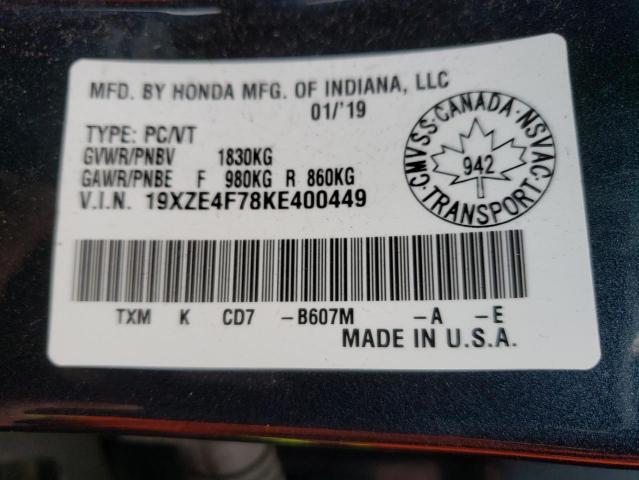 MFD. BY HONDA MFG. OF INDIANA, LLC
01/'19
TYPE: PC/VT
GVWR/PNBV 1830KG
GAWR/PNBE F 980KG R 860KG
V.I.N. 19XZE4F78KE400449
CMVSS·CANADA·NSVAC
942
TRANSPORT
TXM K CD7 -B607M -A -E
MADE IN U.S.A.